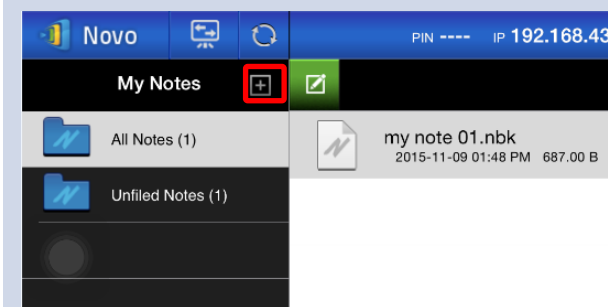 Novo
PIN ---- IP 192.168.43
My Notes
All Notes (1)
my note 01.nbk
2015-11-09 01:48 PM 687.00 B
Unfiled Notes (1)